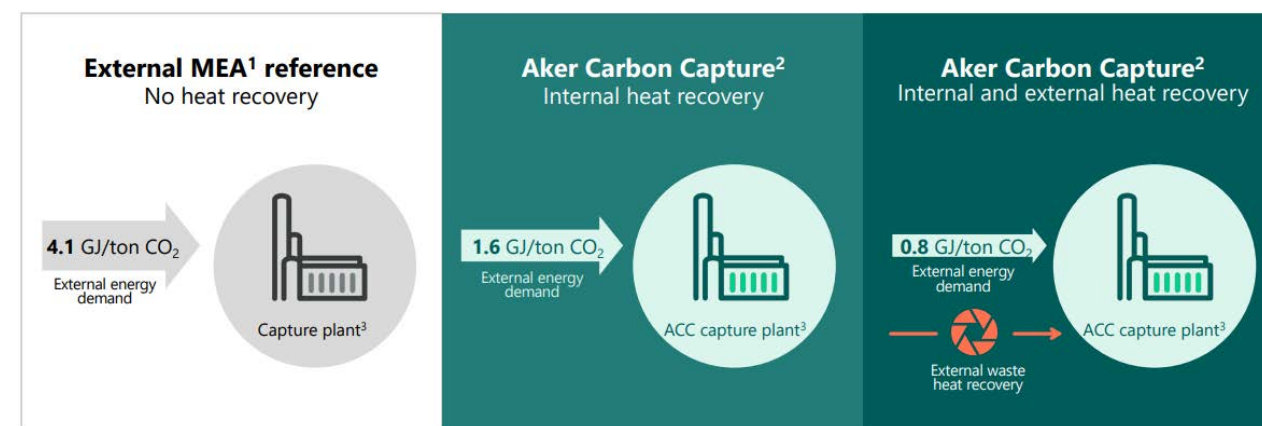 External MEA¹ reference
No heat recovery
4.1 GJ/ton CO₂
External energy
demand
Capture plant³
Aker Carbon Capture²
Internal heat recovery
1.6 GJ/ton CO₂
External energy
demand
ACC capture plant³
Aker Carbon Capture²
Internal and external heat recovery
0.8 GJ/ton CO₂
External energy
demand
External waste
heat recovery
ACC capture plant³